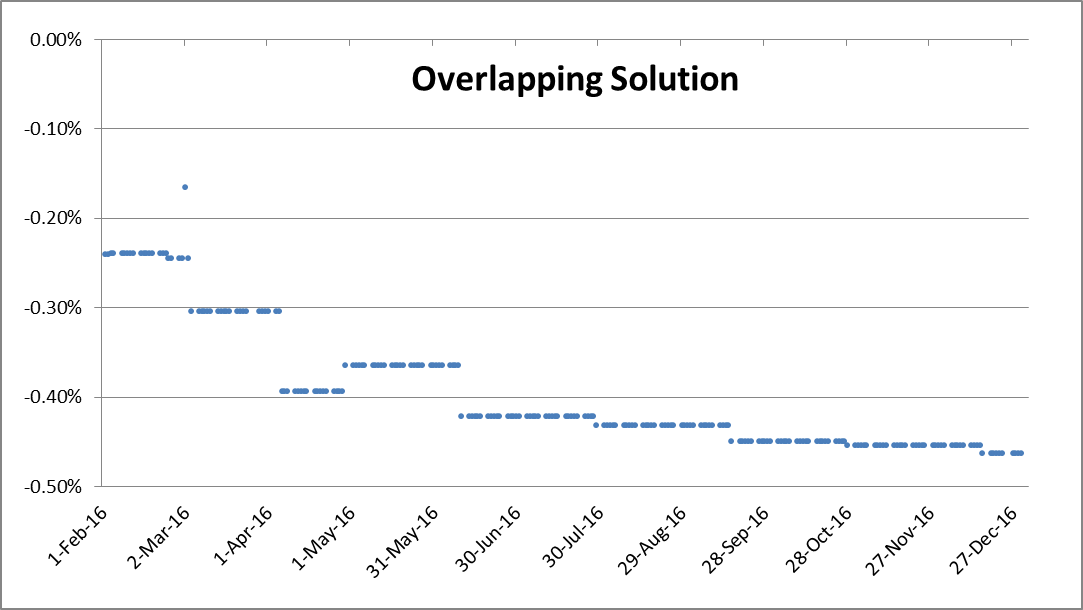 Overlapping Solution
0.00%
-0.10%
-0.20%
-0.30%
-0.40%
-0.50%
1-Feb-16
2-Mar-16
1-Apr-16
1-May-16
31-May-16
30-Jun-16
30-Jul-16
29-Aug-16
28-Sep-16
28-Oct-16
27-Nov-16
27-Dec-16